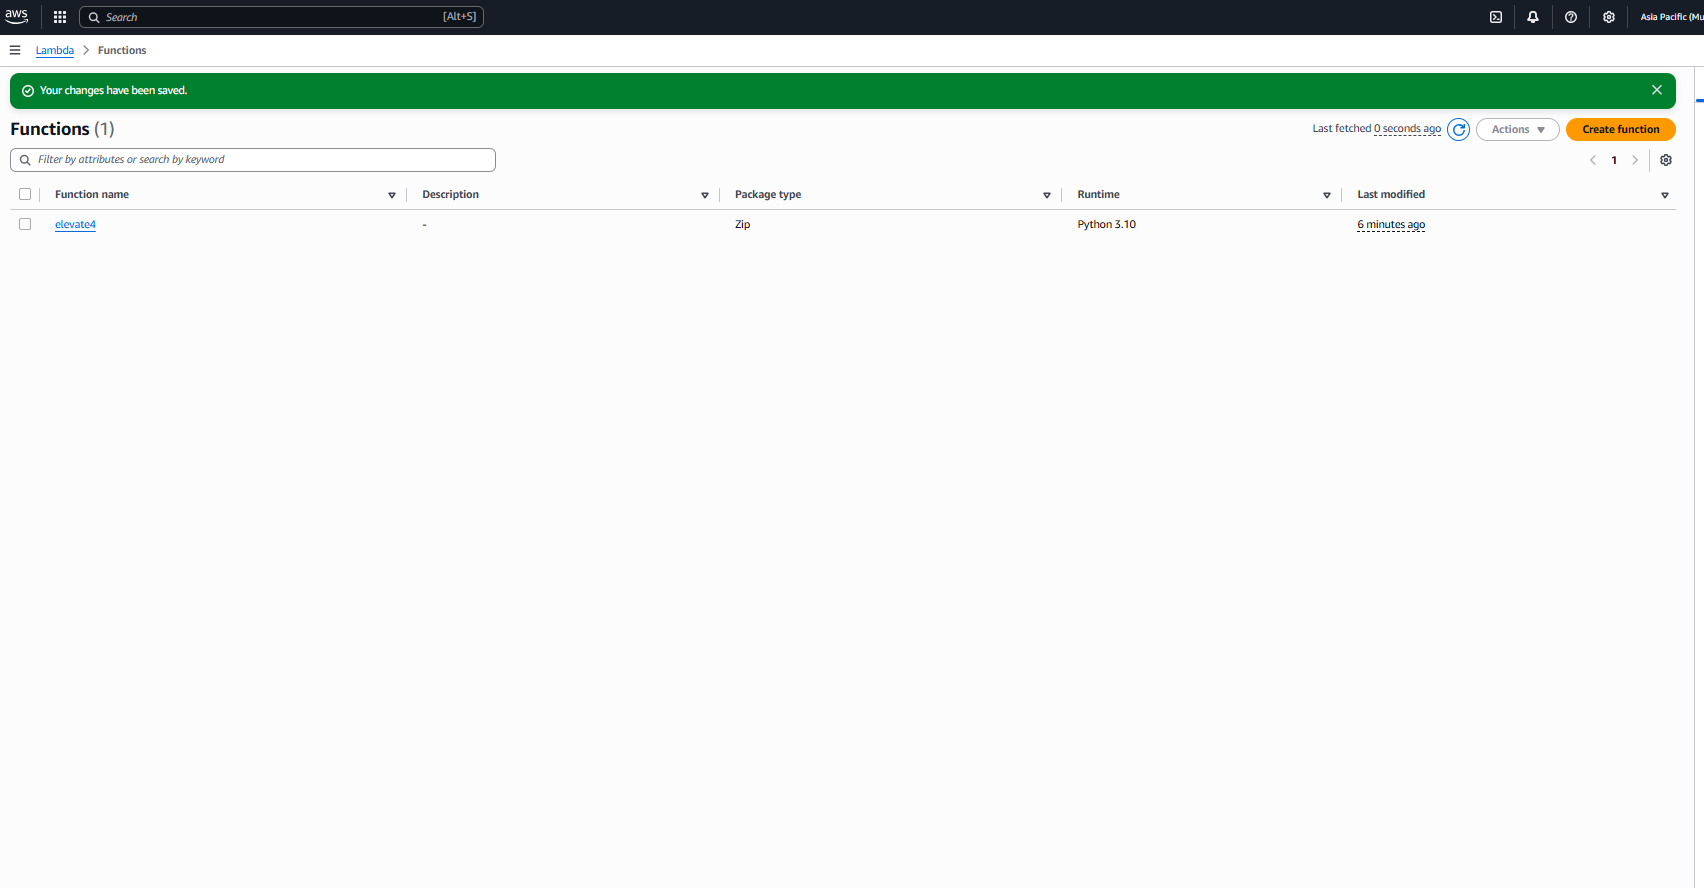 aws Search [Alt+S] Asia Pacific (Mu
Lambda Functions
Your changes have been saved.
Functions (1) Last fetched 0 seconds ago Actions Create function
Filter by attributes or search by keyword 1
Function name Description Package type Runtime Last modified
elevate4 - Zip Python 3.10 6 minutes ago